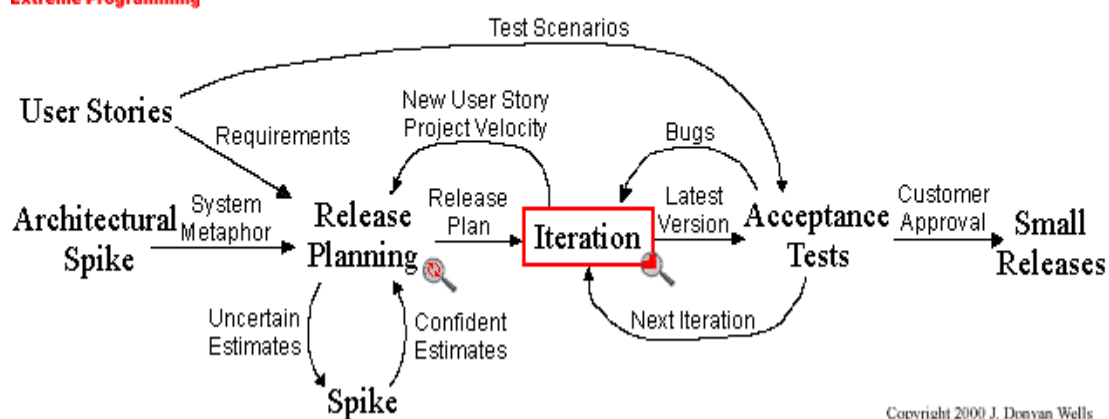 Extreme Programming
Test Scenarios
User Stories
New User Story
Project Velocity
Bugs
Requirements
Architectural
Spike
System
Metaphor
Release
Planning
Release
Plan
Iteration
Latest
Version
Acceptance
Tests
Customer
Approval
Small
Releases
Uncertain
Estimates
Confident
Estimates
Next Iteration
Spike
Copyright 2000 J. Donvan Wells